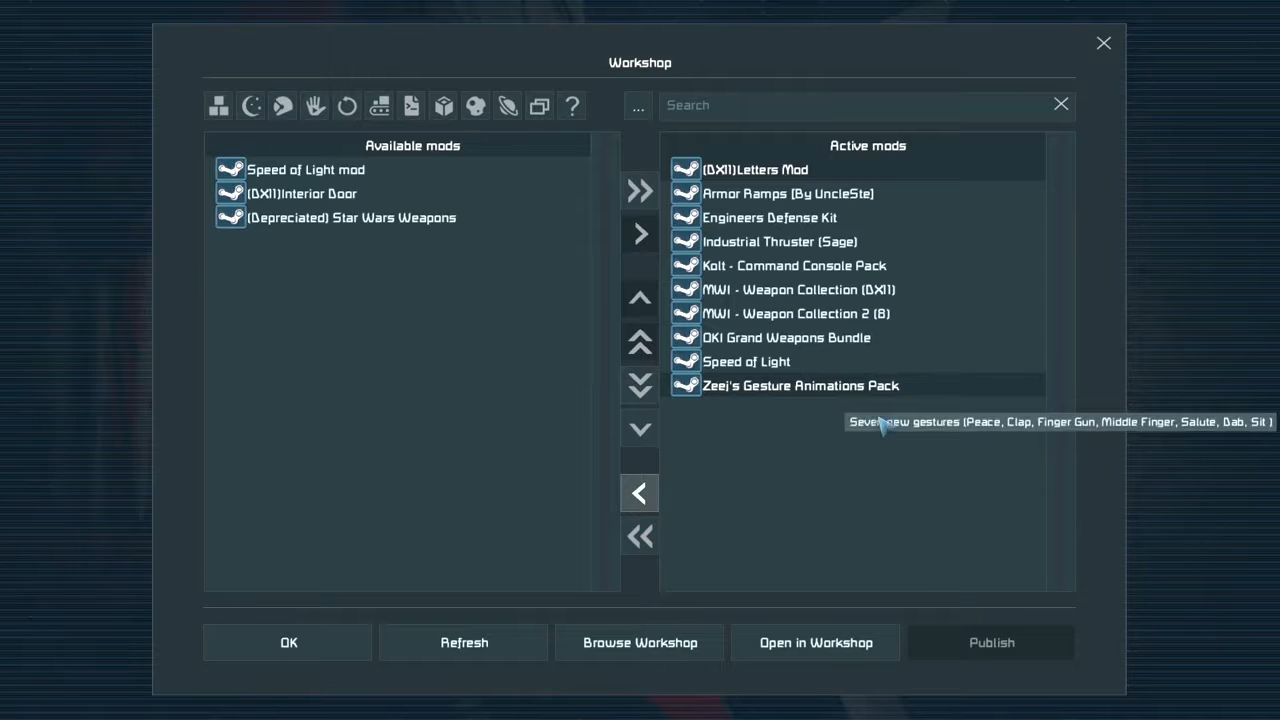 Workshop
?
...
Search
Available mods
Speed of Light mod
(DX11)Interior Door
(Depreciated) Star Wars Weapons
Active mods
(DX11)Letters Mod
Armor Ramps [By UncleSte]
Engineers Defense Kit
Industrial Thruster (Sage)
Kolt - Command Console Pack
MWI - Weapon Collection (DX11)
MWI - Weapon Collection 2 (B)
OKI Grand Weapons Bundle
Speed of Light
Zeej's Gesture Animations Pack
Seven new gestures (Peace, Clap, Finger Gun, Middle Finger, Salute, Dab, Sit )
OK
Refresh
Browse Workshop
Open in Workshop
Publish